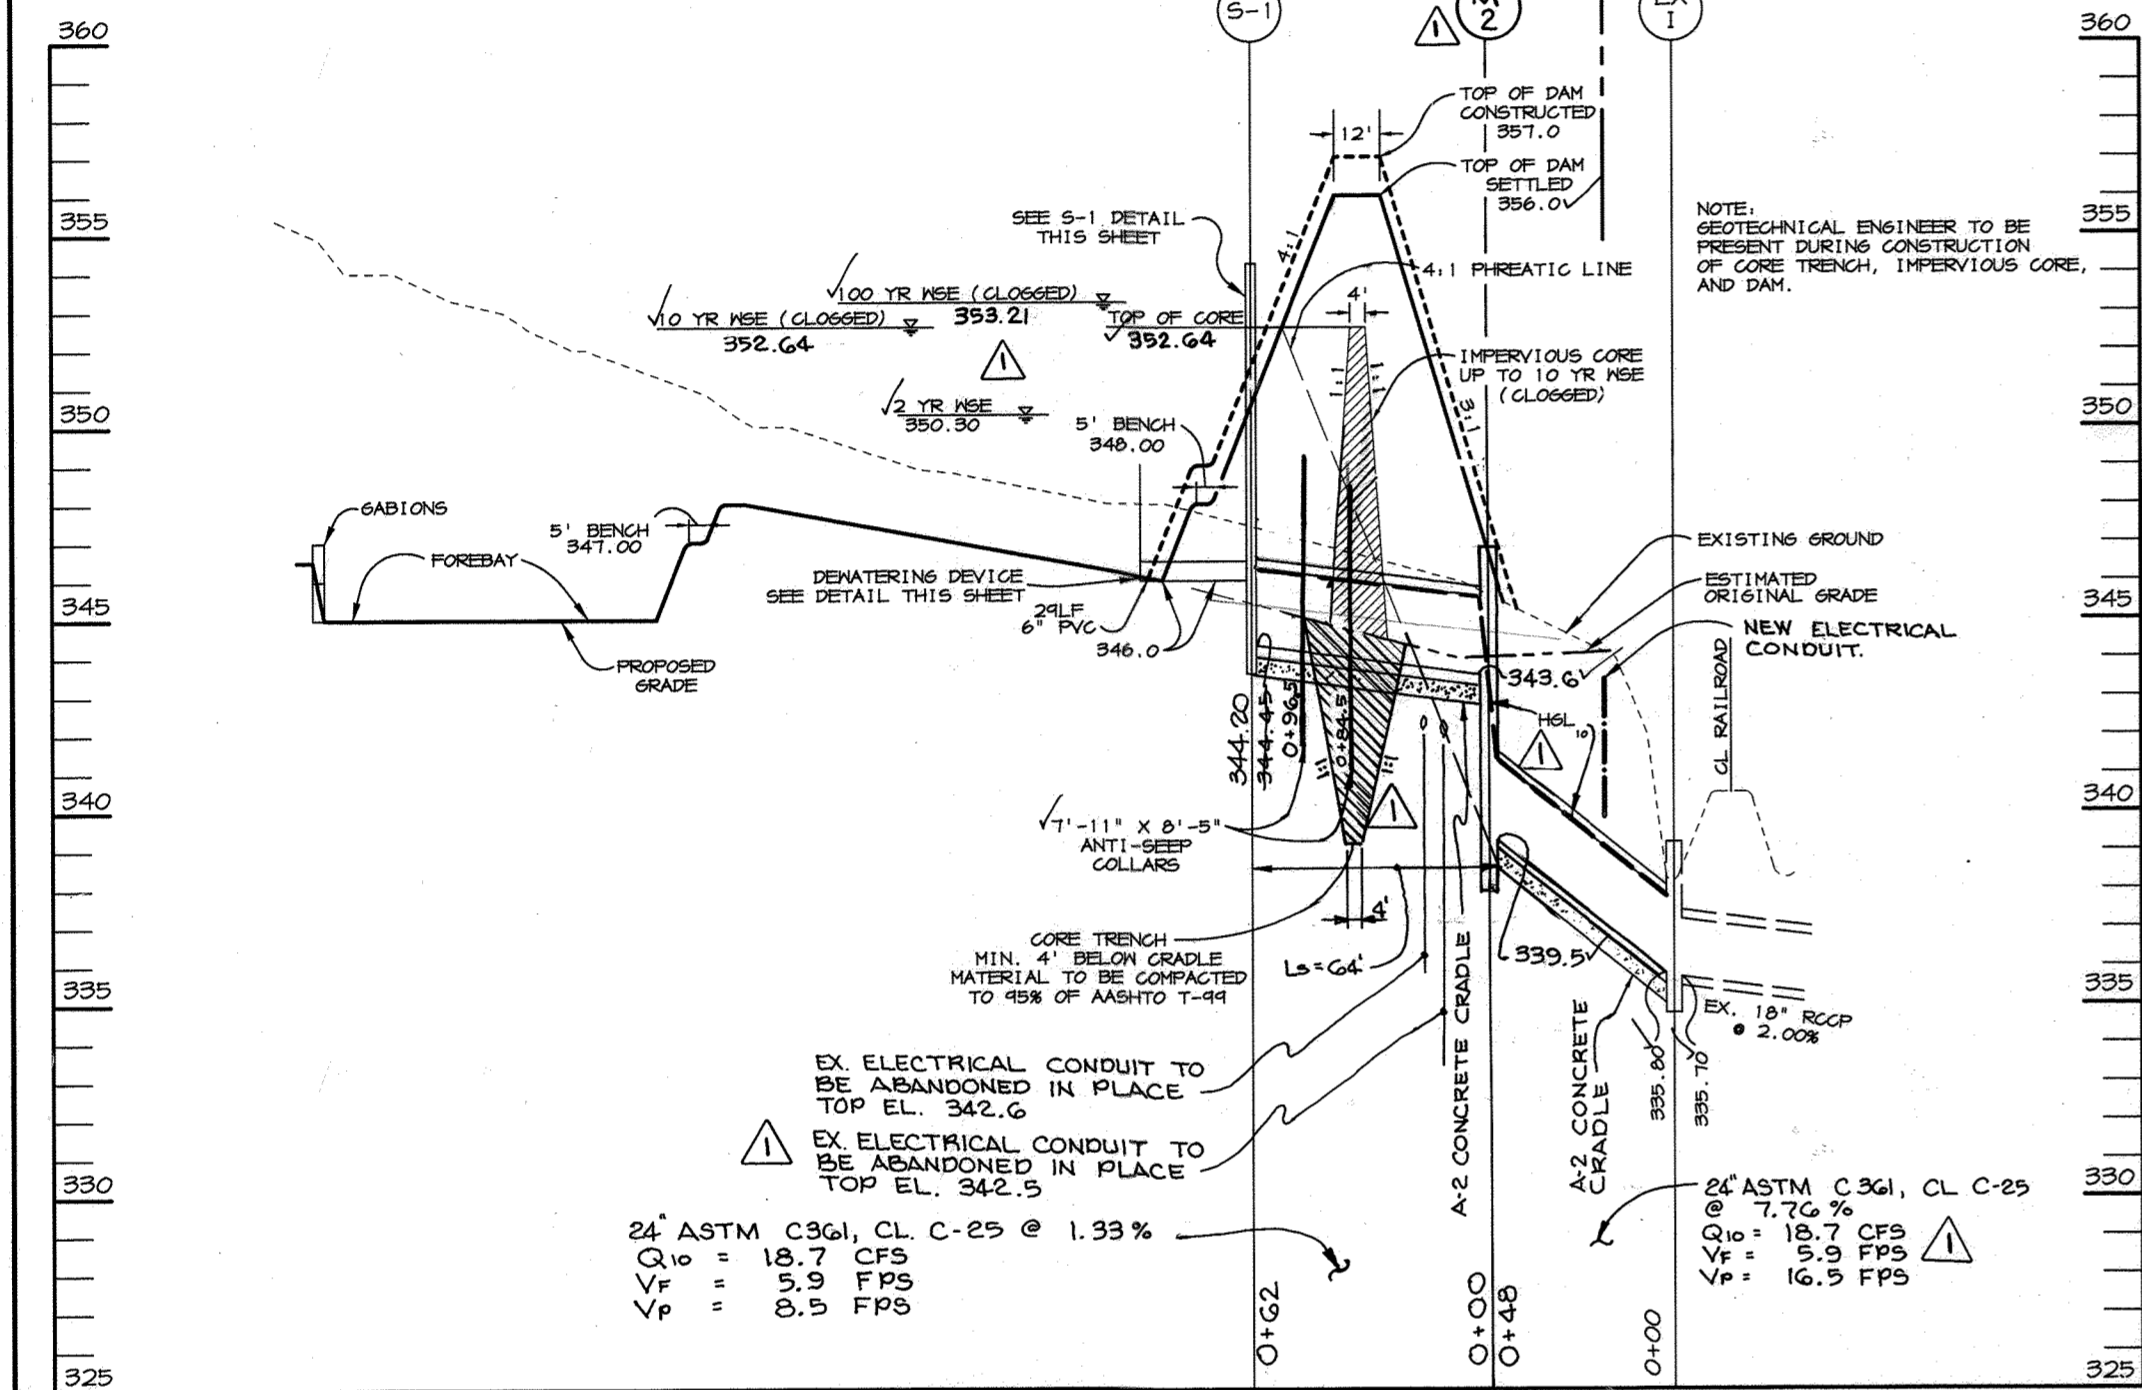 S-1
M
2
EX
I
1
360
355
350
345
340
335
330
325
360
355
350
345
340
335
330
325
TOP OF DAM
CONSTRUCTED
357.0
12'
TOP OF DAM
SETTLED
356.0
NOTE:
GEOTECHNICAL ENGINEER TO BE
PRESENT DURING CONSTRUCTION
OF CORE TRENCH, IMPERVIOUS CORE,
AND DAM.
SEE S-1 DETAIL
THIS SHEET
4:1
4:1 PHREATIC LINE
100 YR WSE (CLOGGED)
353.21
10 YR WSE (CLOGGED)
352.64
1
TOP OF CORE
352.64
4'
IMPERVIOUS CORE
UP TO 10 YR WSE
(CLOGGED)
1:1
1:1
3:1
2 YR WSE
350.30
5' BENCH
348.00
GABIONS
FOREBAY
5' BENCH
347.00
PROPOSED
GRADE
DEWATERING DEVICE
SEE DETAIL THIS SHEET
29LF
6" PVC
346.0
EXISTING GROUND
ESTIMATED
ORIGINAL GRADE
NEW ELECTRICAL
CONDUIT.
343.6
HGL10
1
CL RAILROAD
344.20
344.45
0+96.5
0+84.5
1:1
1:1
1
7'-11" X 8'-5"
ANTI-SEEP
COLLARS
4'
CORE TRENCH
MIN. 4' BELOW CRADLE
MATERIAL TO BE COMPACTED
TO 95% OF AASHTO T-99
Ls=64'
A-2 CONCRETE CRADLE
339.5
A-2 CONCRETE
CRADLE
335.80
335.70
EX. 18" RCCP
@ 2.00%
EX. ELECTRICAL CONDUIT TO
BE ABANDONED IN PLACE
TOP EL. 342.6
1
EX. ELECTRICAL CONDUIT TO
BE ABANDONED IN PLACE
TOP EL. 342.5
24" ASTM C361, CL. C-25 @ 1.33%
Q10 = 18.7 CFS
VF = 5.9 FPS
VP = 8.5 FPS
24" ASTM C361, CL C-25
@ 7.76%
Q10 = 18.7 CFS
VF = 5.9 FPS
VP = 16.5 FPS
1
0+62
0+00
0+48
0+00